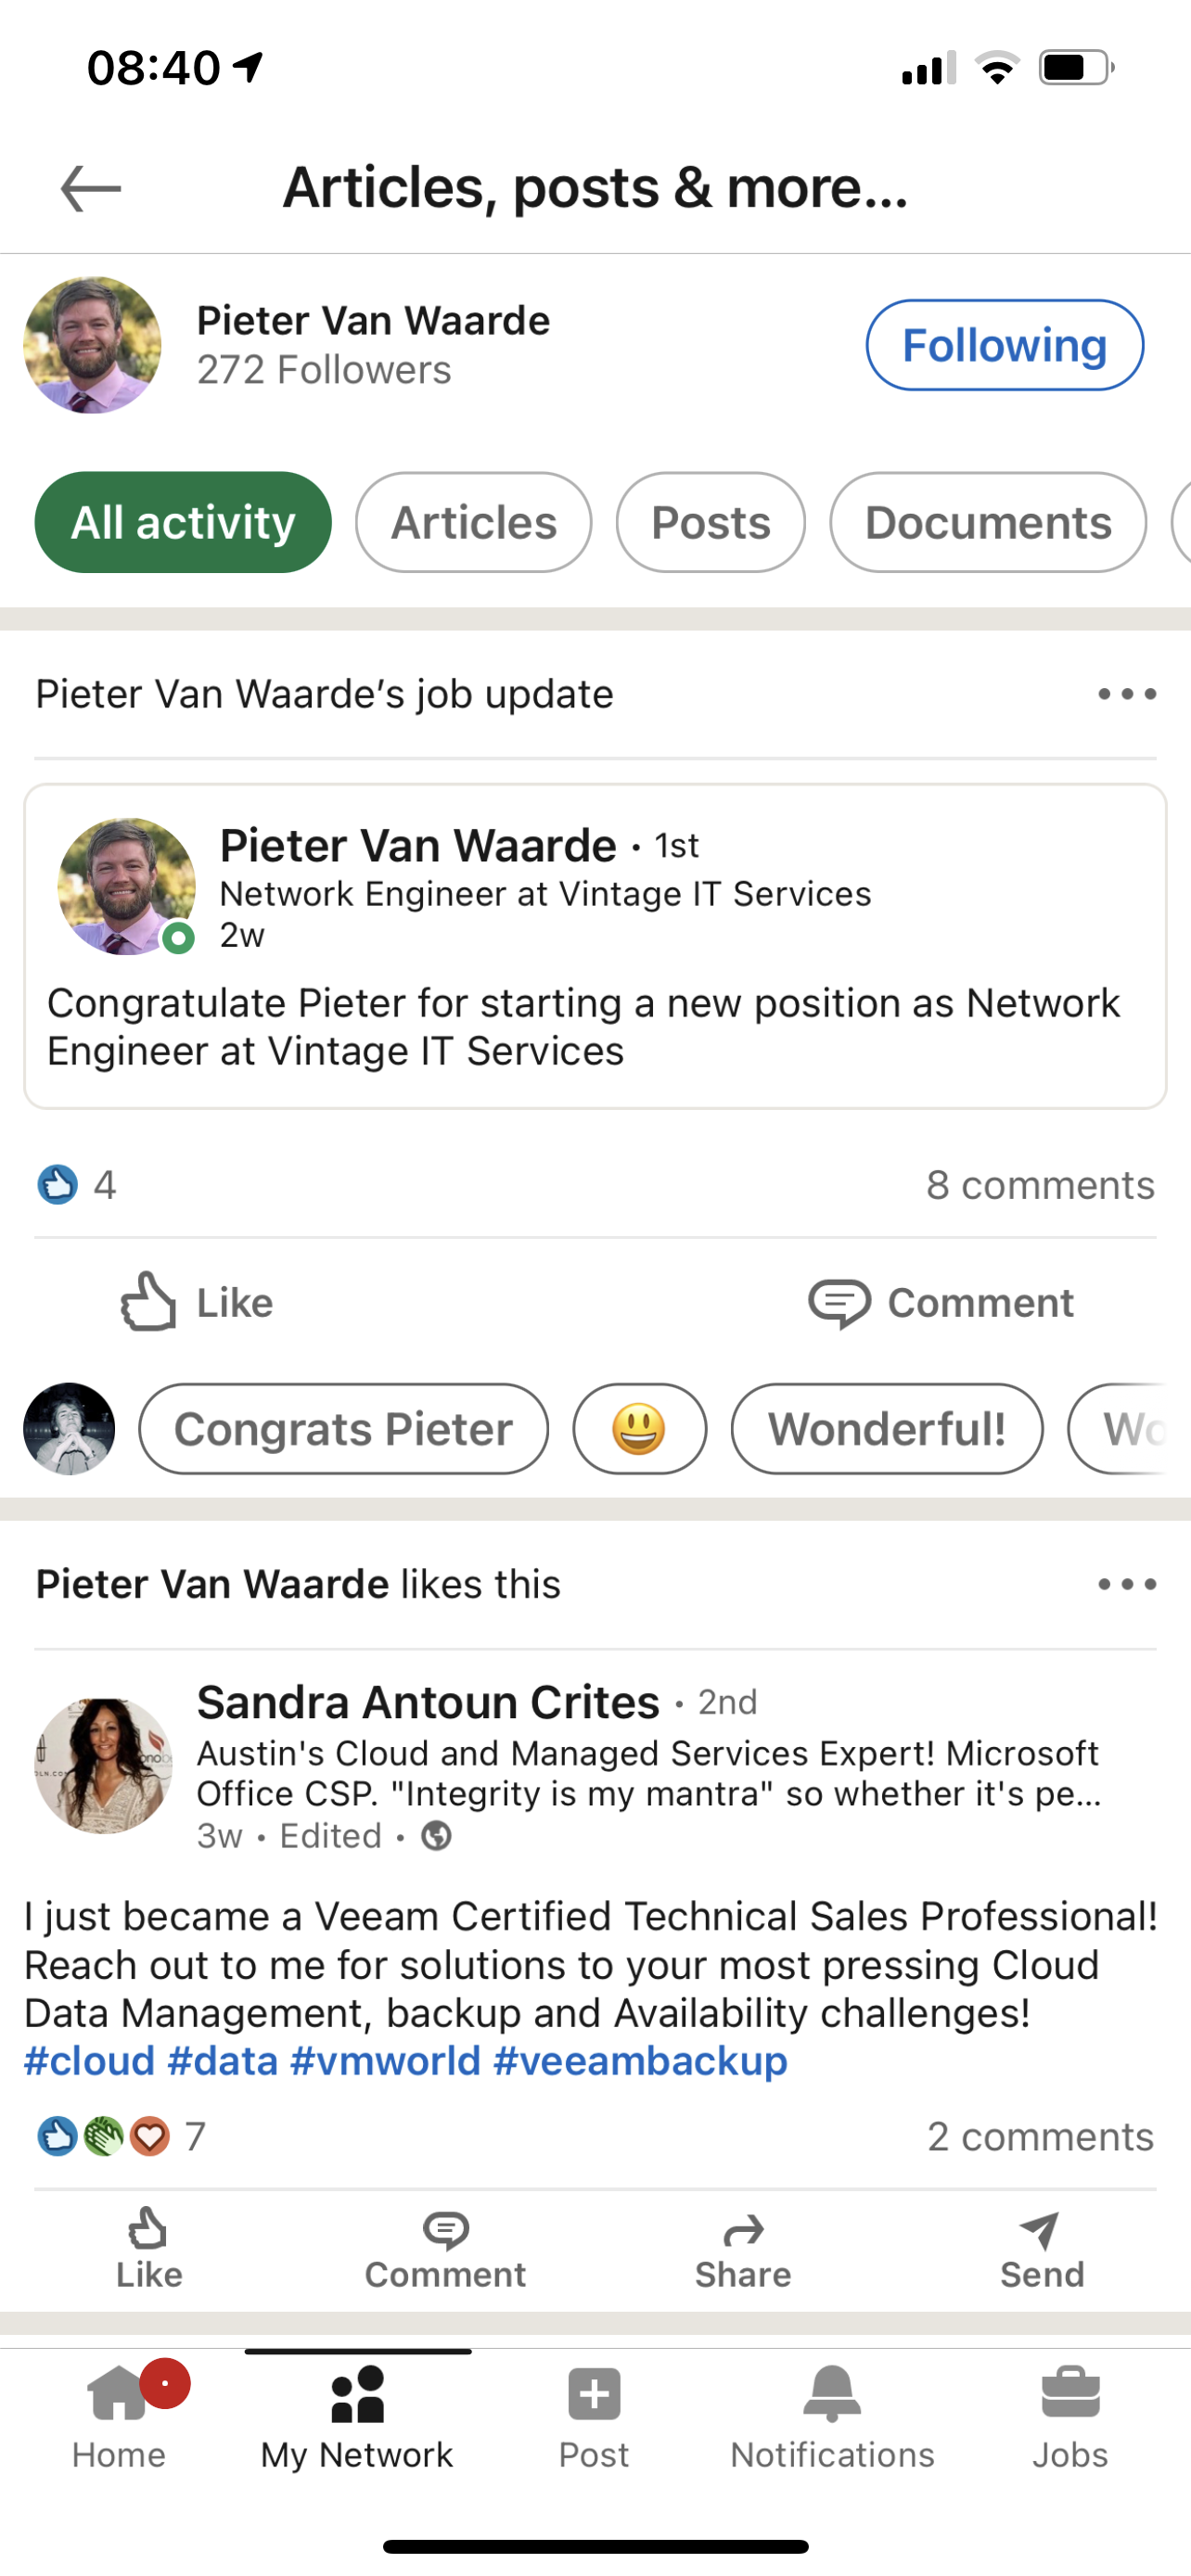 08:40
Articles, posts & more...
Pieter Van Waarde
272 Followers
Following
All activity
Articles
Posts
Documents
Pieter Van Waarde’s job update
Pieter Van Waarde • 1st
Network Engineer at Vintage IT Services
2w
Congratulate Pieter for starting a new position as Network
Engineer at Vintage IT Services
4
8 comments
Like
Comment
Congrats Pieter
😃
Wonderful!
Pieter Van Waarde likes this
Sandra Antoun Crites • 2nd
Austin's Cloud and Managed Services Expert! Microsoft
Office CSP. "Integrity is my mantra" so whether it's pe...
3w • Edited •
I just became a Veeam Certified Technical Sales Professional!
Reach out to me for solutions to your most pressing Cloud
Data Management, backup and Availability challenges!
#cloud #data #vmworld #veeambackup
7
2 comments
Like
Comment
Share
Send
Home
My Network
Post
Notifications
Jobs